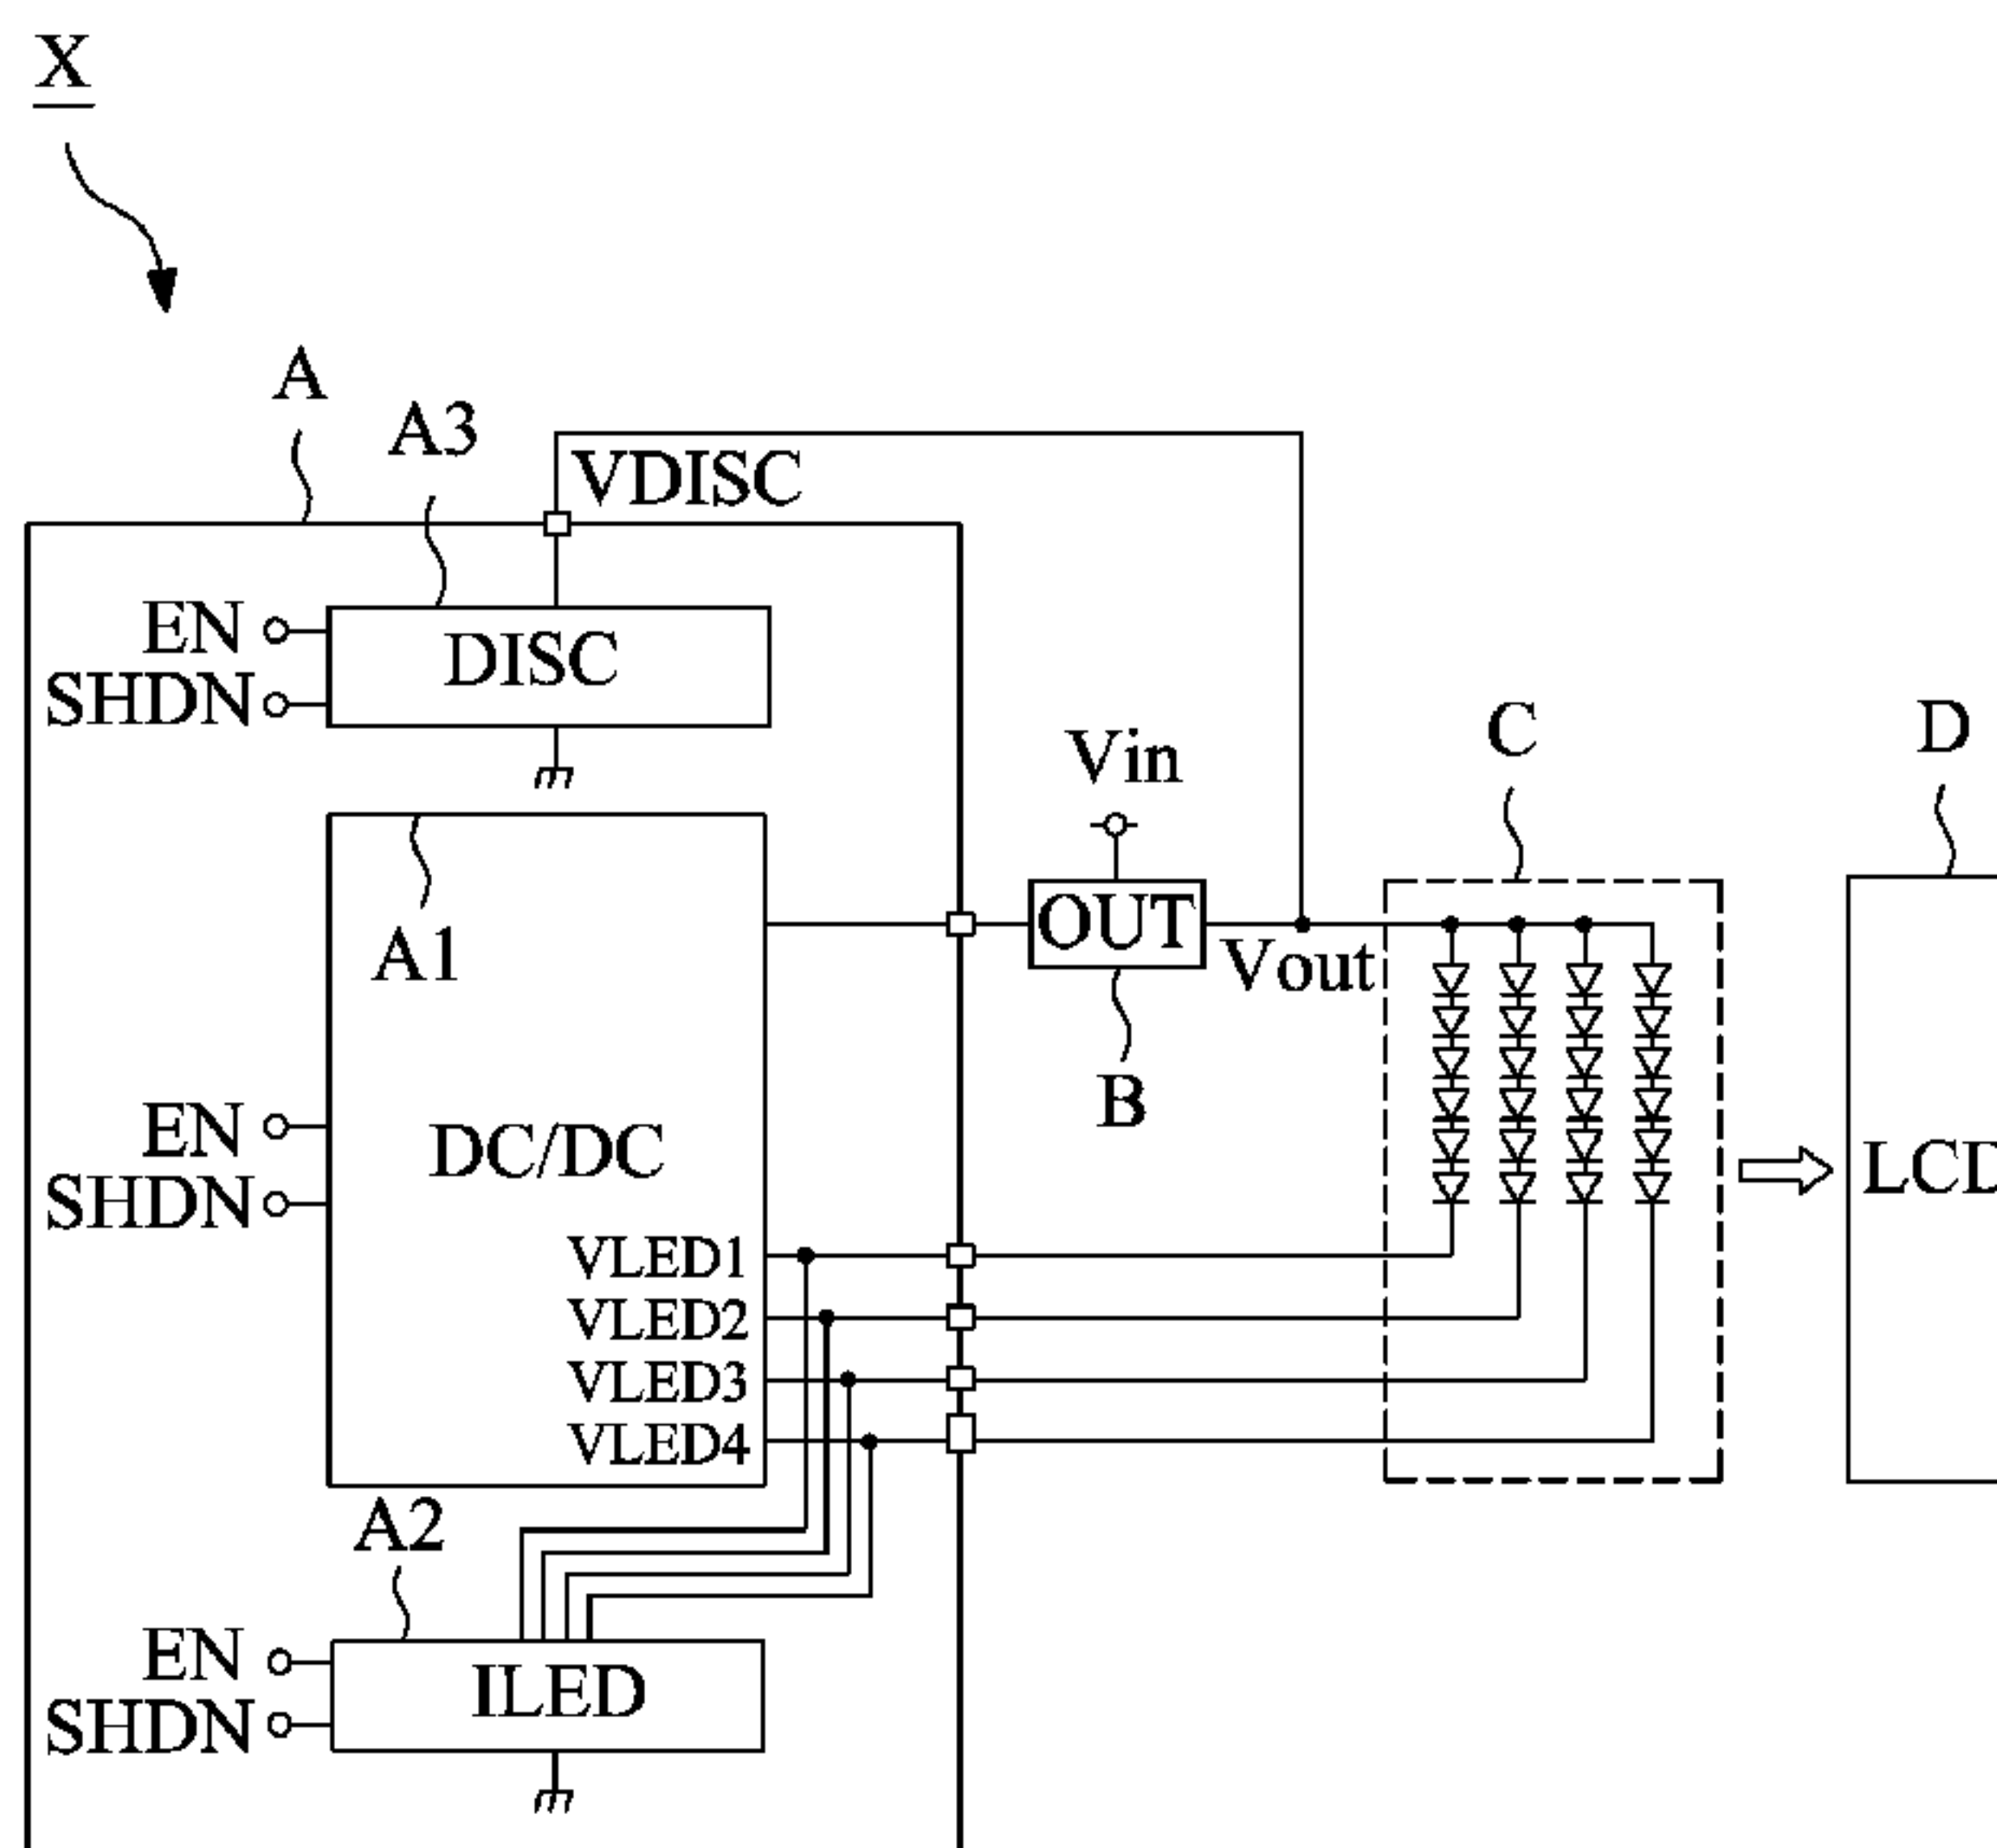 X
A
A3
VDISC
EN
DISC
SHDN
Vin
C
D
A1
OUT
Vout
B
EN
DC/DC
SHDN
LCD
VLED1
VLED2
VLED3
VLED4
A2
EN
ILED
SHDN